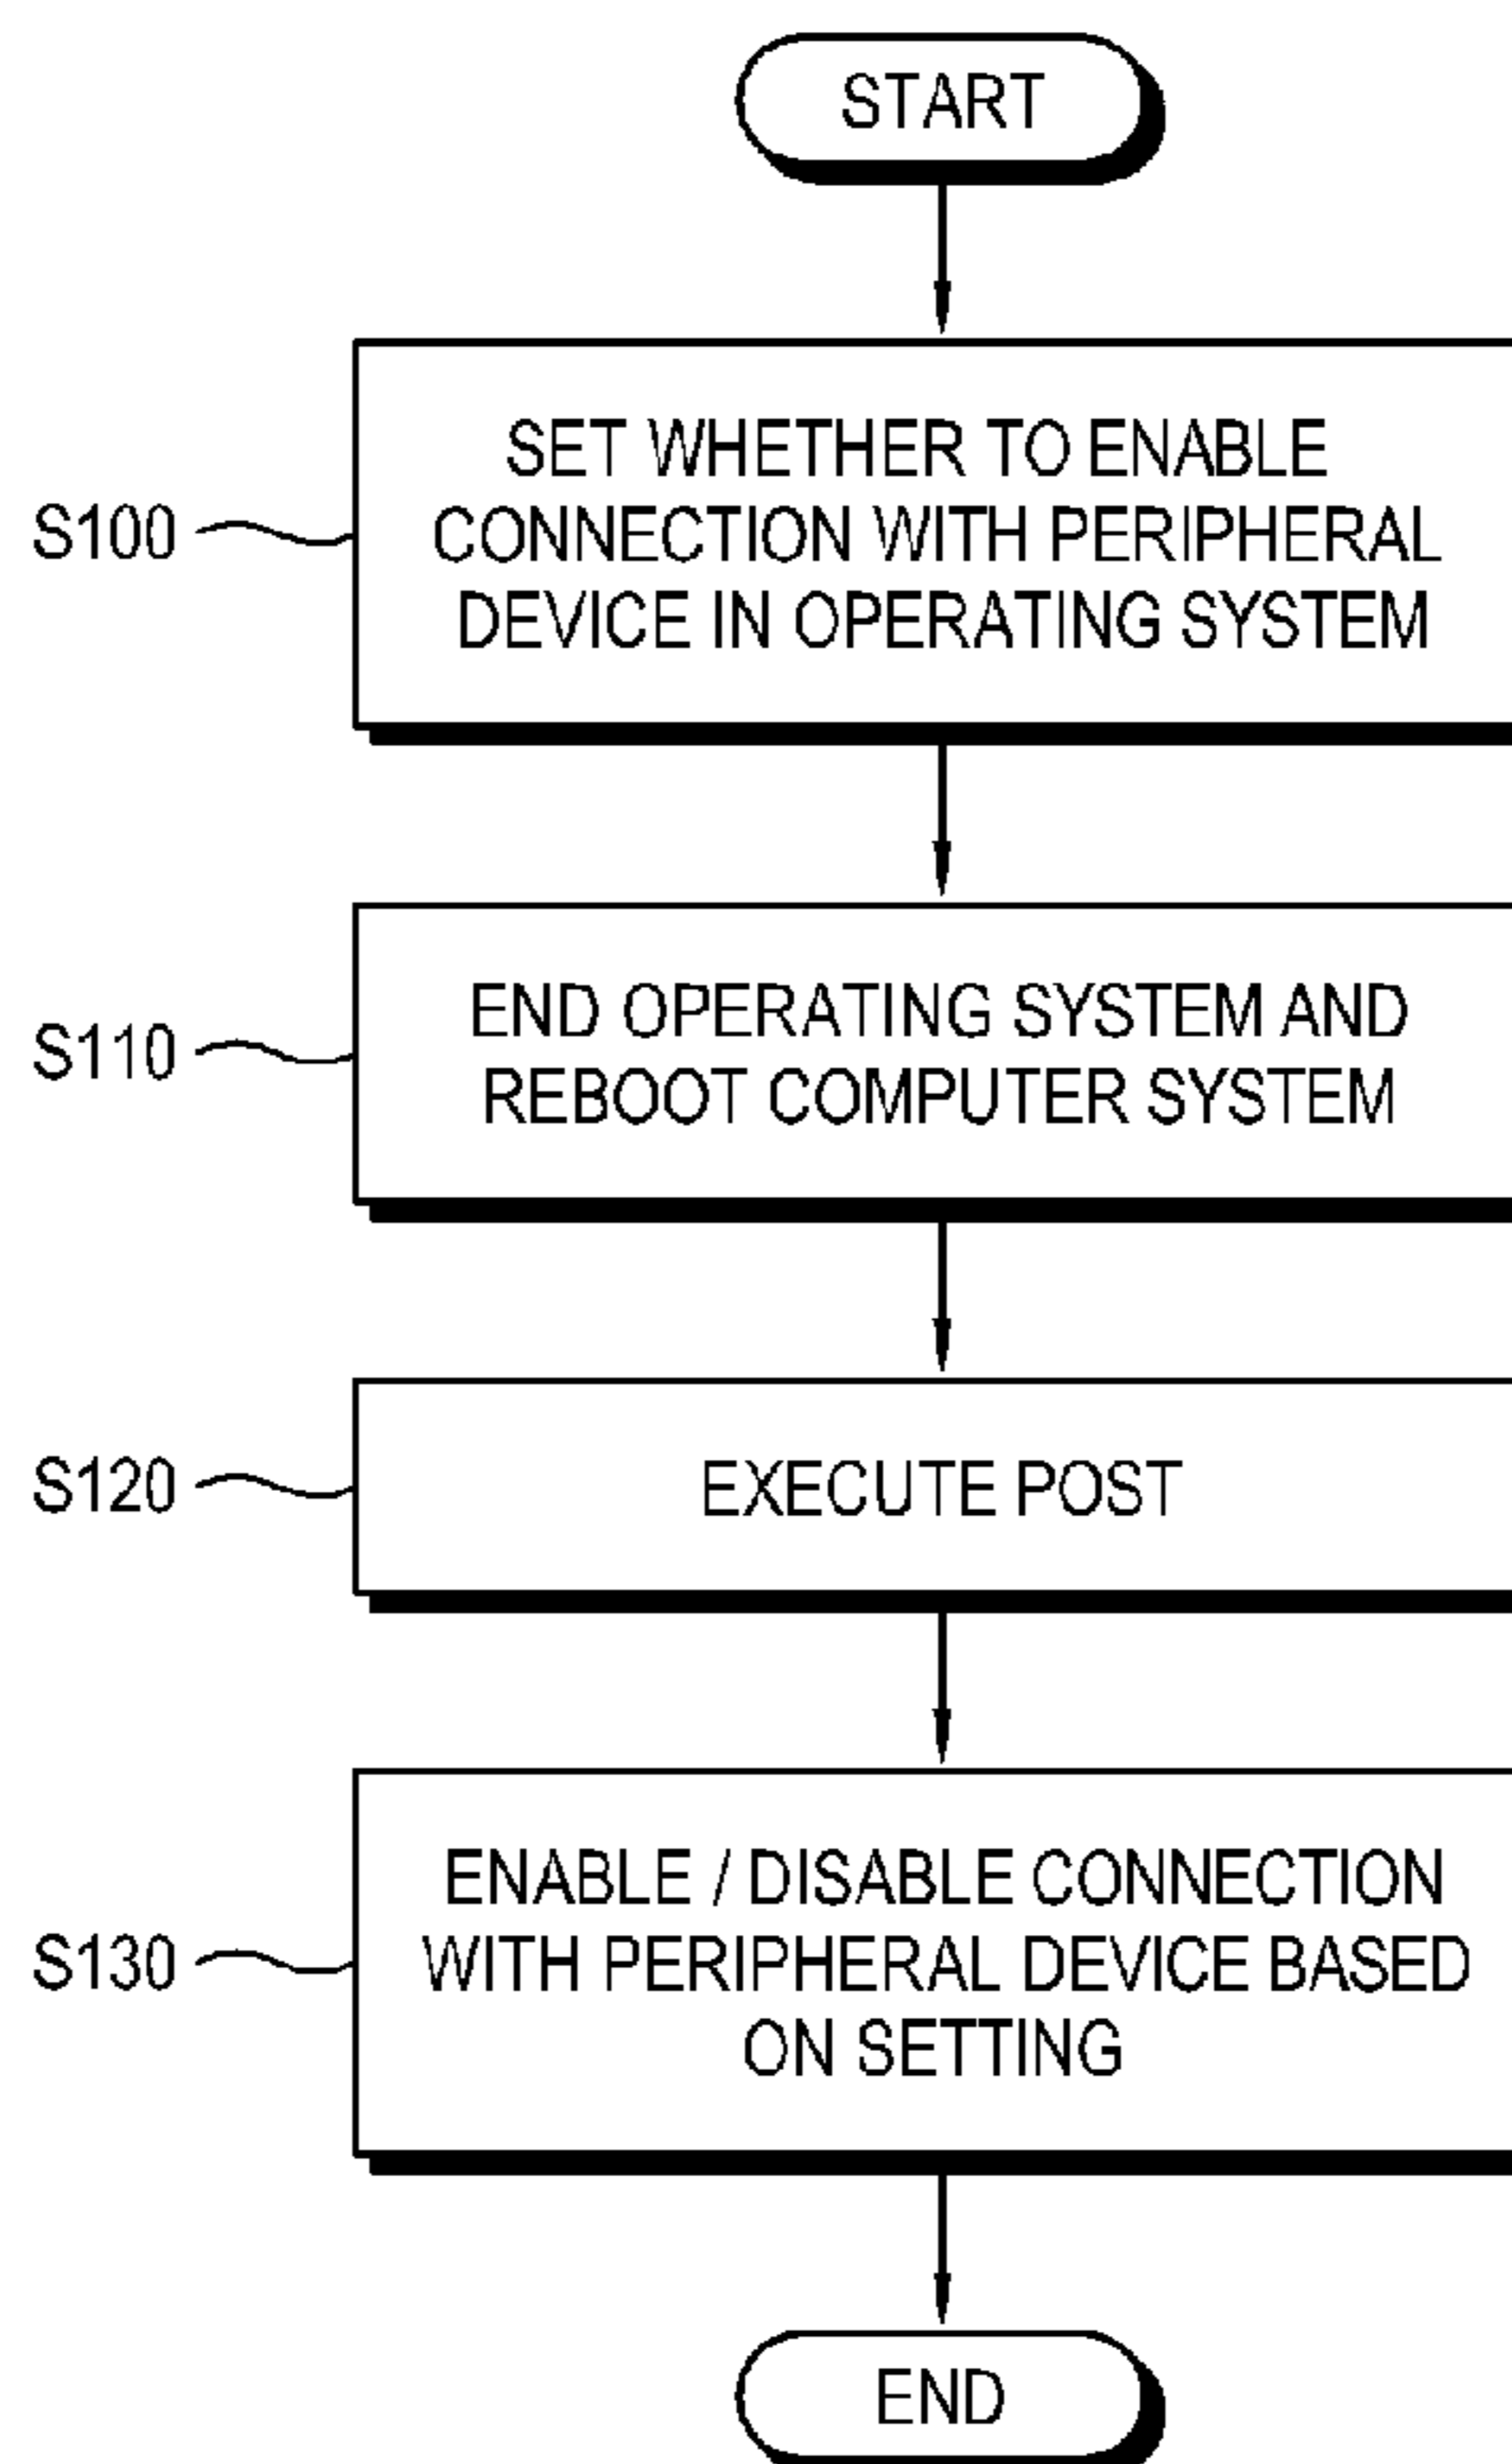 START
SET WHETHER TO ENABLE
CONNECTION WITH PERIPHERAL
DEVICE IN OPERATING SYSTEM
S100
END OPERATING SYSTEM AND
REBOOT COMPUTER SYSTEM
S110
EXECUTE POST
S120
ENABLE / DISABLE CONNECTION
WITH PERIPHERAL DEVICE BASED
ON SETTING
S130
END